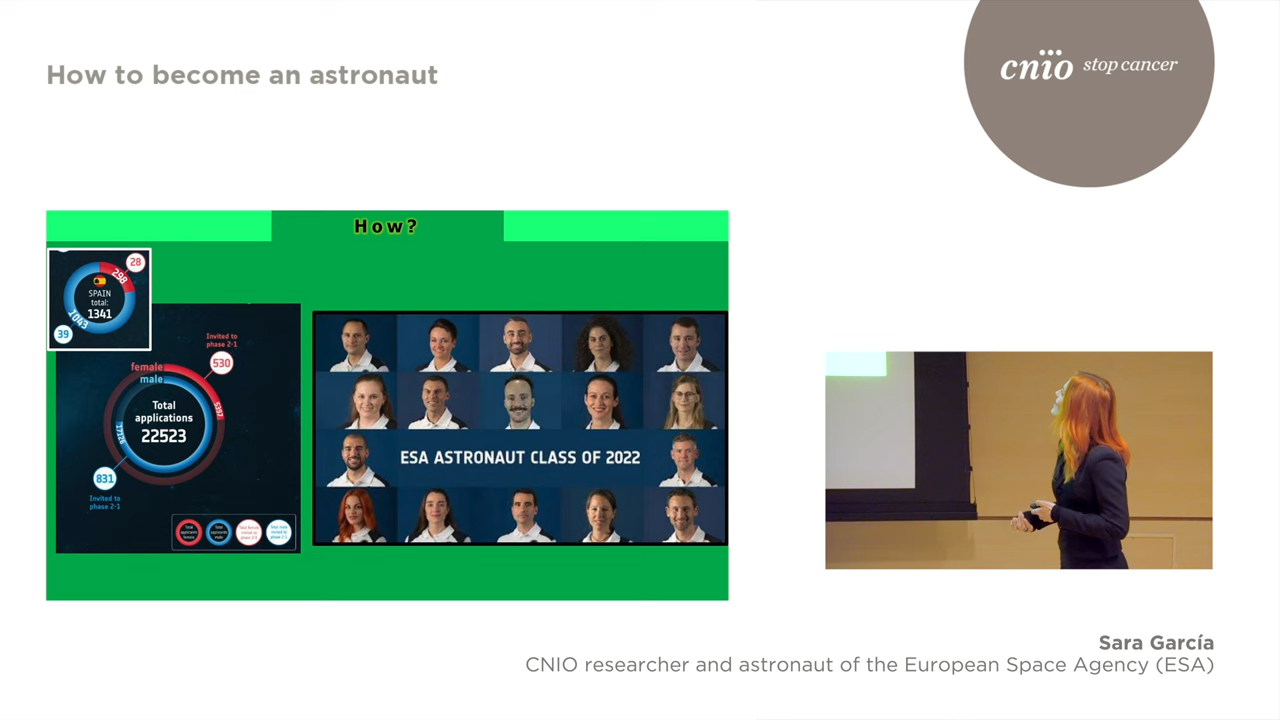 How to become an astronaut
cnio stop cancer
How?
28
298
SPAIN
total:
1341
1043
39
Invited to
phase 2-1
530
female
male
5397
Total
applications
22523
17126
831
Invited to
phase 2-1
ESA ASTRONAUT CLASS OF 2022
Sara García
CNIO researcher and astronaut of the European Space Agency (ESA)